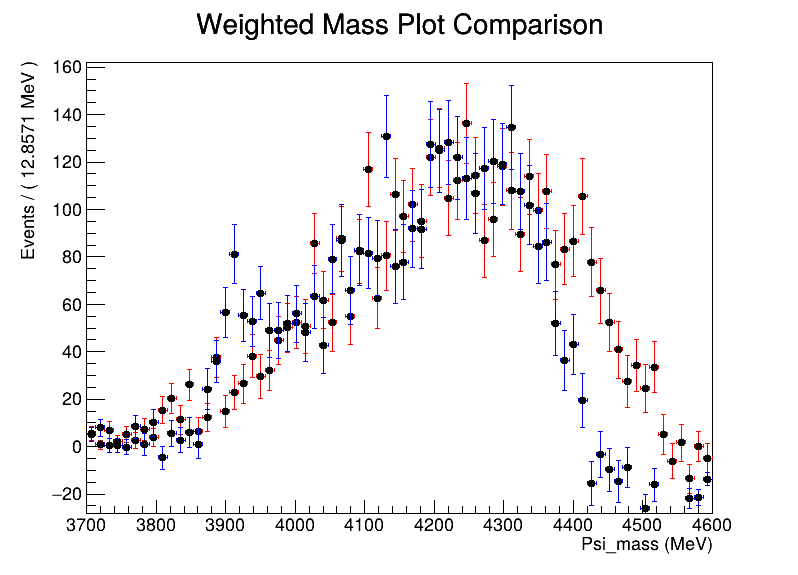 Weighted Mass Plot Comparison
Events / ( 12.8571 MeV )
160
140
120
100
80
60
40
20
0
−20
3700 3800 3900 4000 4100 4200 4300 4400 4500 4600
Psi_mass (MeV)